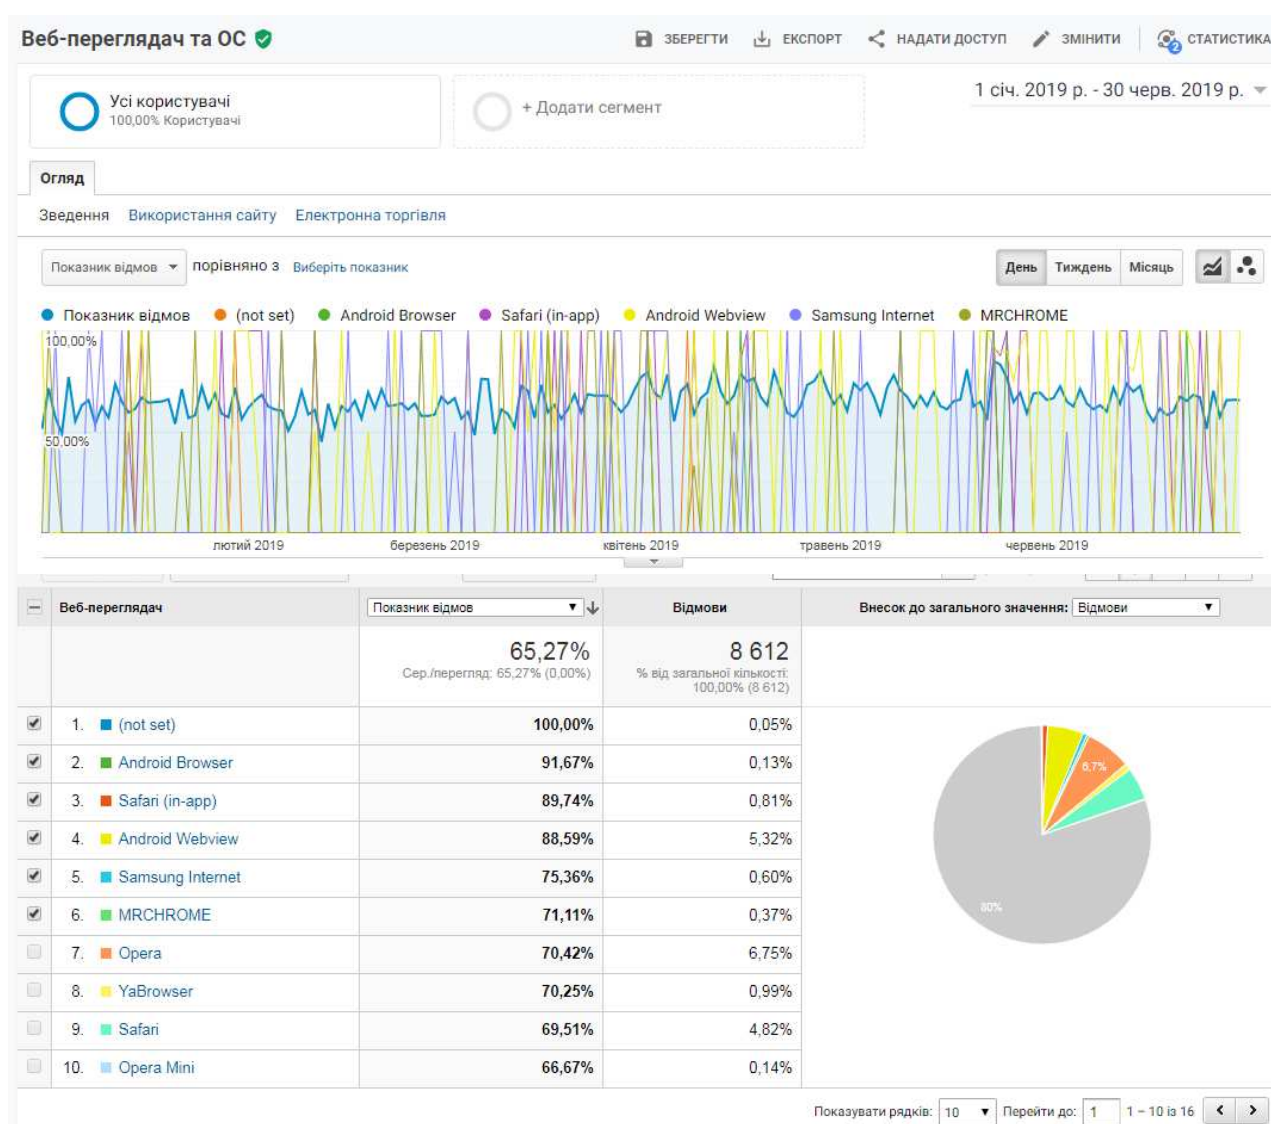 Веб-переглядач та ОС
ЗБЕРЕГТИ ЕКСПОРТ НАДАТИ ДОСТУП ЗМІНИТИ 2 СТАТИСТИКА
Усі користувачі
100,00% Користувачі
+ Додати сегмент
1 січ. 2019 р. - 30 черв. 2019 р.
Огляд
Зведення Використання сайту Електронна торгівля
Показник відмов порівняно з Виберіть показник
День Тиждень Місяць
Показник відмов (not set) Android Browser Safari (in-app) Android Webview Samsung Internet MRCHROME
100,00%
50,00%
лютий 2019 березень 2019 квітень 2019 травень 2019 червень 2019
Веб-переглядач Показник відмов Відмови Внесок до загального значення: Відмови
65,27% 8 612
Сер./перегляд: 65,27% (0,00%) % від загальної кількості:
100,00% (8 612)
1. (not set) 100,00% 0,05%
2. Android Browser 91,67% 0,13%
3. Safari (in-app) 89,74% 0,81%
4. Android Webview 88,59% 5,32%
5. Samsung Internet 75,36% 0,60%
6. MRCHROME 71,11% 0,37%
7. Opera 70,42% 6,75%
8. YaBrowser 70,25% 0,99%
9. Safari 69,51% 4,82%
10. Opera Mini 66,67% 0,14%
6,7%
80%
Показувати рядків: 10 Перейти до: 1 1 – 10 із 16